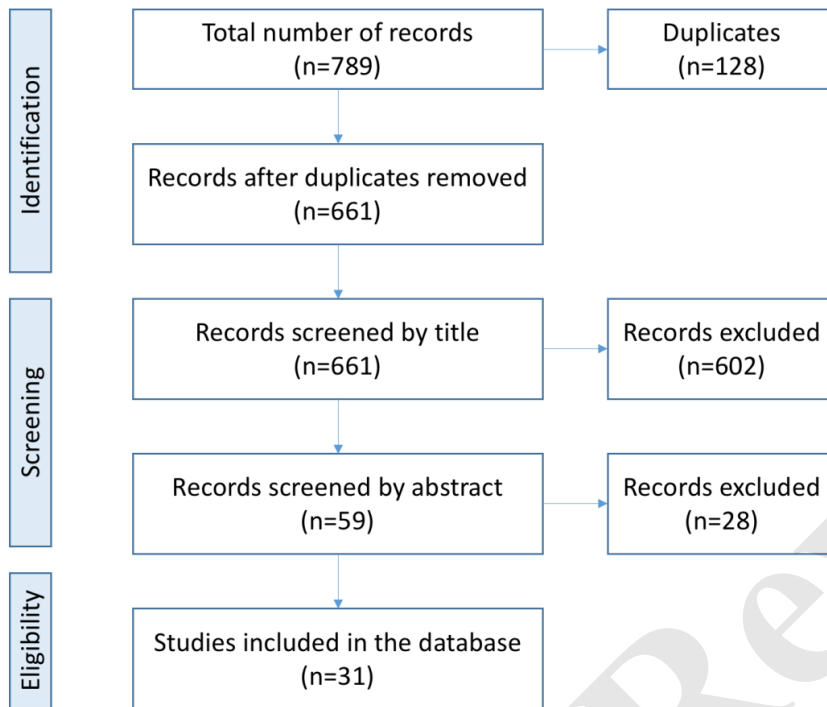 Identification
Total number of records
(n=789)
Duplicates
(n=128)
Records after duplicates removed
(n=661)
Screening
Records screened by title
(n=661)
Records excluded
(n=602)
Records screened by abstract
(n=59)
Records excluded
(n=28)
Eligibility
Studies included in the database
(n=31)
Re